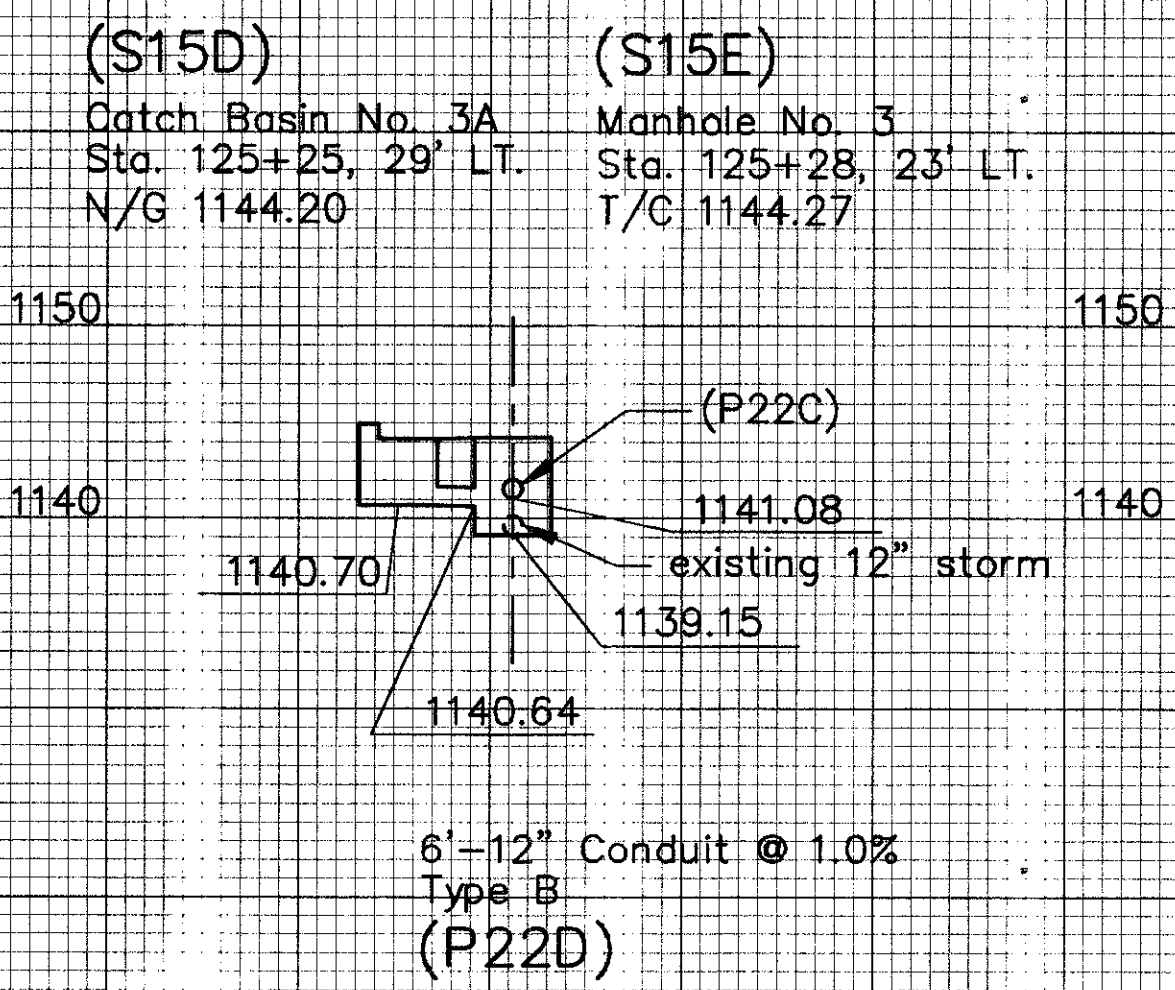 (S15D)
Catch Basin No. 3A
Sta. 125+25, 29' LT.
N/G 1144.20
(S15E)
Manhole No. 3
Sta. 125+28, 23' LT.
T/C 1144.27
1150
1150
(P22C)
1140
1141.08
1140
1140.70
existing 12" storm
1139.15
1140.64
6'-12" Conduit @ 1.0%
Type B
(P22D)